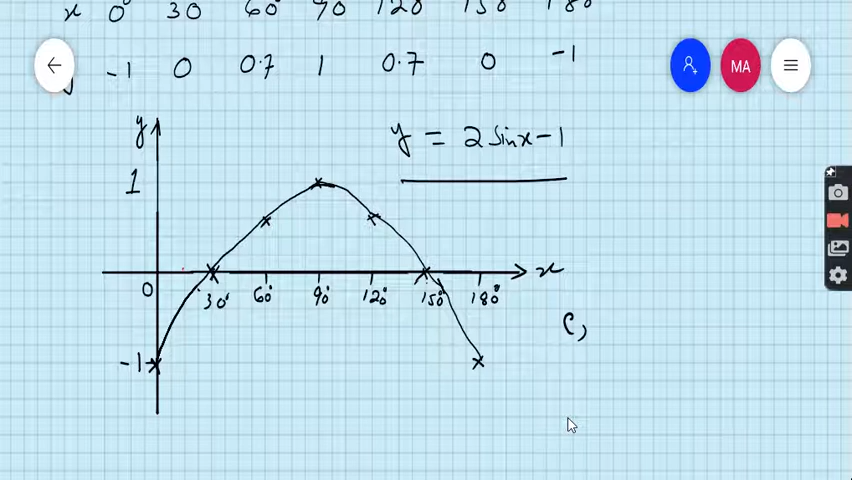 x 0° 30 60 90 120 150 180
y -1 0 0.7 1 0.7 0 -1
MA
y
y = 2 sinx - 1
1
x
0 30° 60° 90° 120° 150° 180°
C,
-1